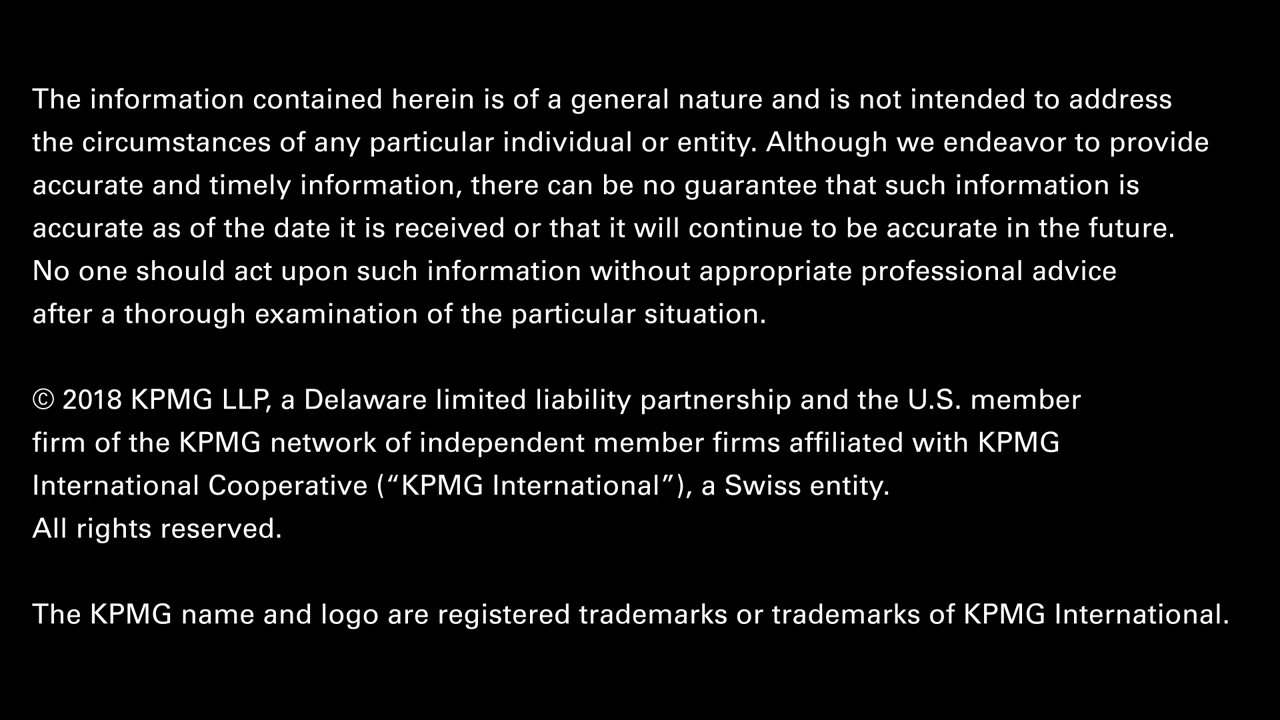 The information contained herein is of a general nature and is not intended to address
the circumstances of any particular individual or entity. Although we endeavor to provide
accurate and timely information, there can be no guarantee that such information is
accurate as of the date it is received or that it will continue to be accurate in the future.
No one should act upon such information without appropriate professional advice
after a thorough examination of the particular situation.
© 2018 KPMG LLP, a Delaware limited liability partnership and the U.S. member
firm of the KPMG network of independent member firms affiliated with KPMG
International Cooperative (“KPMG International”), a Swiss entity.
All rights reserved.
The KPMG name and logo are registered trademarks or trademarks of KPMG International.